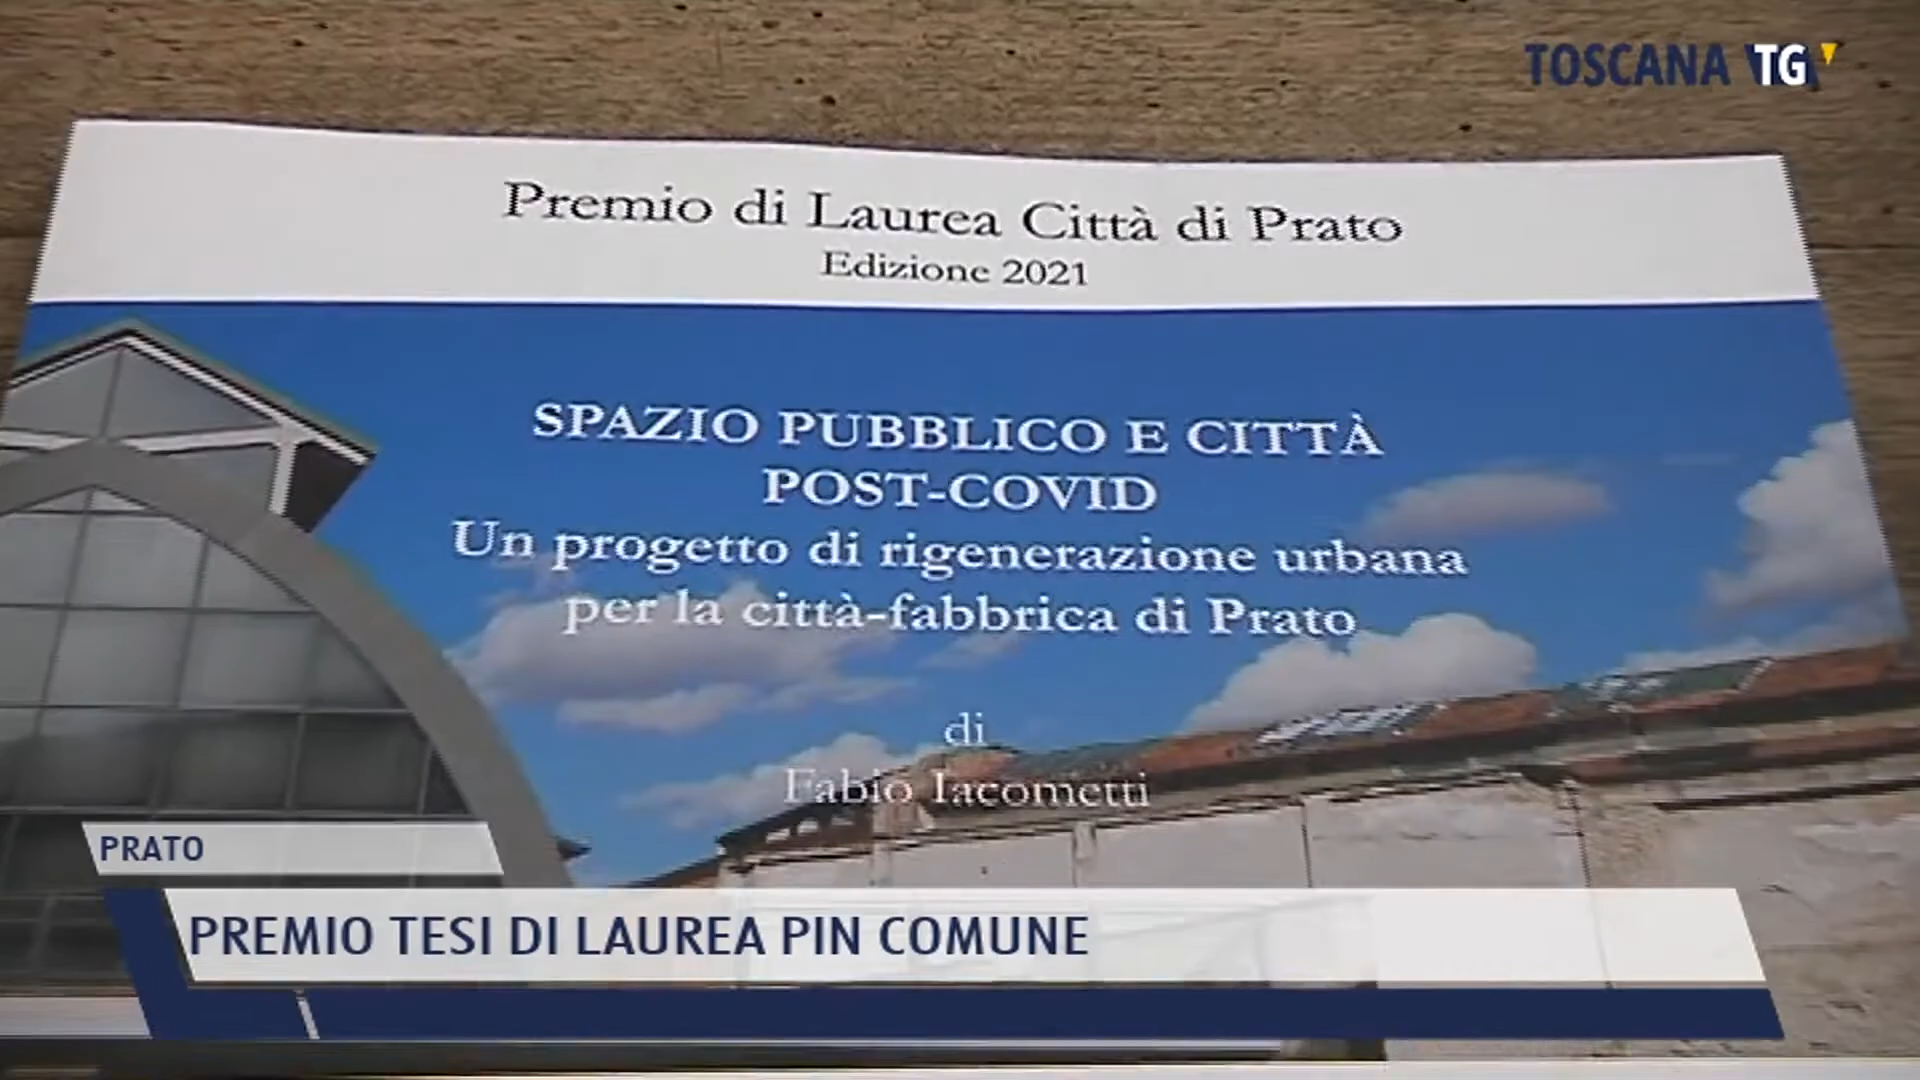 TOSCANA TG
Premio di Laurea Città di Prato
Edizione 2021
SPAZIO PUBBLICO E CITTÀ
POST-COVID
Un progetto di rigenerazione urbana
per la città-fabbrica di Prato
di
Fabio Iacometti
PRATO
PREMIO TESI DI LAUREA PIN COMUNE